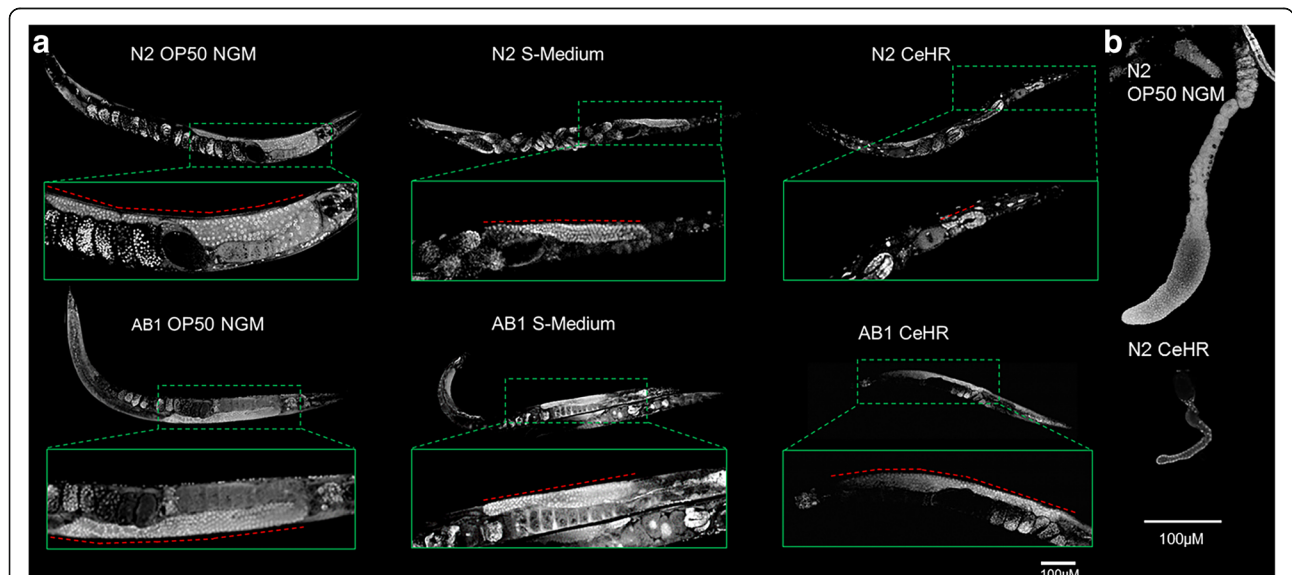 a
b
N2 OP50 NGM
N2 S-Medium
N2 CeHR
N2
OP50 NGM
AB1 OP50 NGM
AB1 S-Medium
AB1 CeHR
N2 CeHR
100µM
100µM